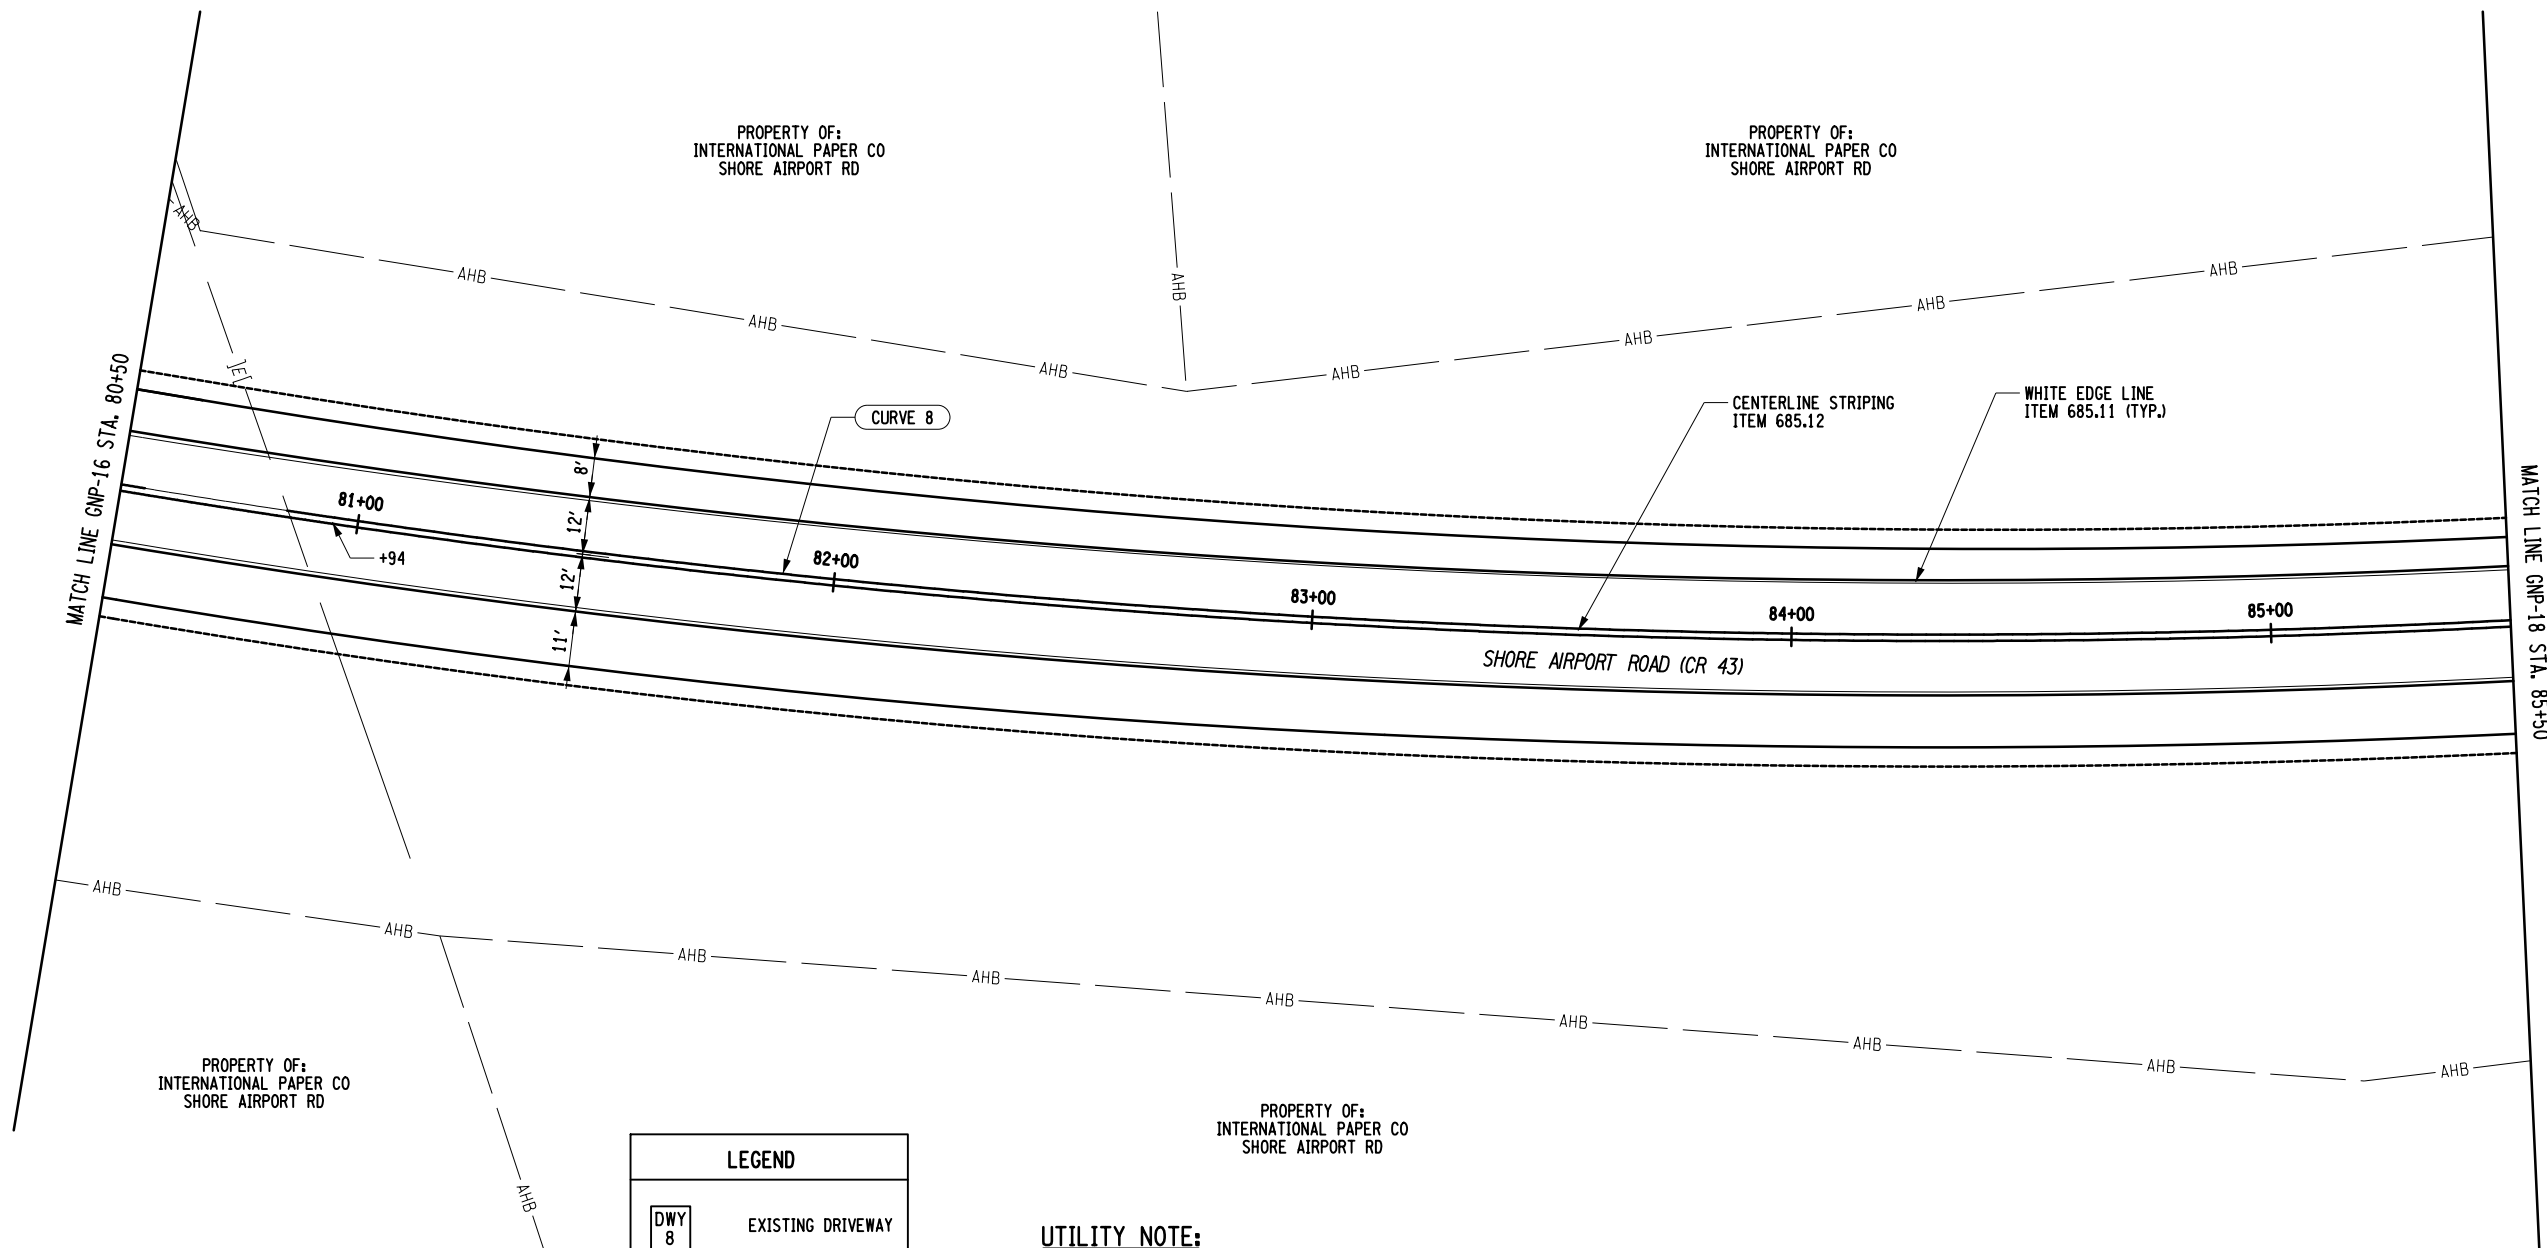 PROPERTY OF:
INTERNATIONAL PAPER CO
SHORE AIRPORT RD
PROPERTY OF:
INTERNATIONAL PAPER CO
SHORE AIRPORT RD
AHB
AHB
AHB
AHB
AHB
AHB
AHB
AHB
AHB
]E[
MATCH LINE GNP-16 STA. 80+50
CURVE 8
CENTERLINE STRIPING
ITEM 685.12
WHITE EDGE LINE
ITEM 685.11 (TYP.)
MATCH LINE GNP-18 STA. 85+50
8'
12'
12'
11'
81+00
+94
82+00
83+00
84+00
85+00
SHORE AIRPORT ROAD (CR 43)
AHB
AHB
AHB
AHB
AHB
AHB
AHB
AHB
AHB
AHB
PROPERTY OF:
INTERNATIONAL PAPER CO
SHORE AIRPORT RD
PROPERTY OF:
INTERNATIONAL PAPER CO
SHORE AIRPORT RD
LEGEND
DWY
8
EXISTING DRIVEWAY
UTILITY NOTE: